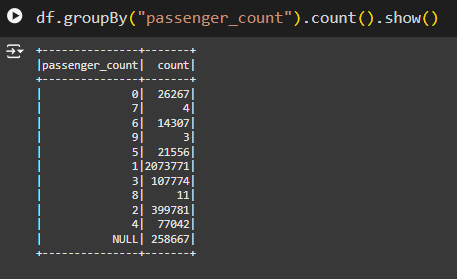 df.groupBy("passenger_count").count().show()
+---------------+-------+
|passenger_count|  count|
+---------------+-------+
|              0|  26267|
|              7|      4|
|              6|  14307|
|              9|      3|
|              5|  21556|
|              1|2073771|
|              3| 107774|
|              8|     11|
|              2| 399781|
|              4|  77042|
|           NULL| 258667|
+---------------+-------+